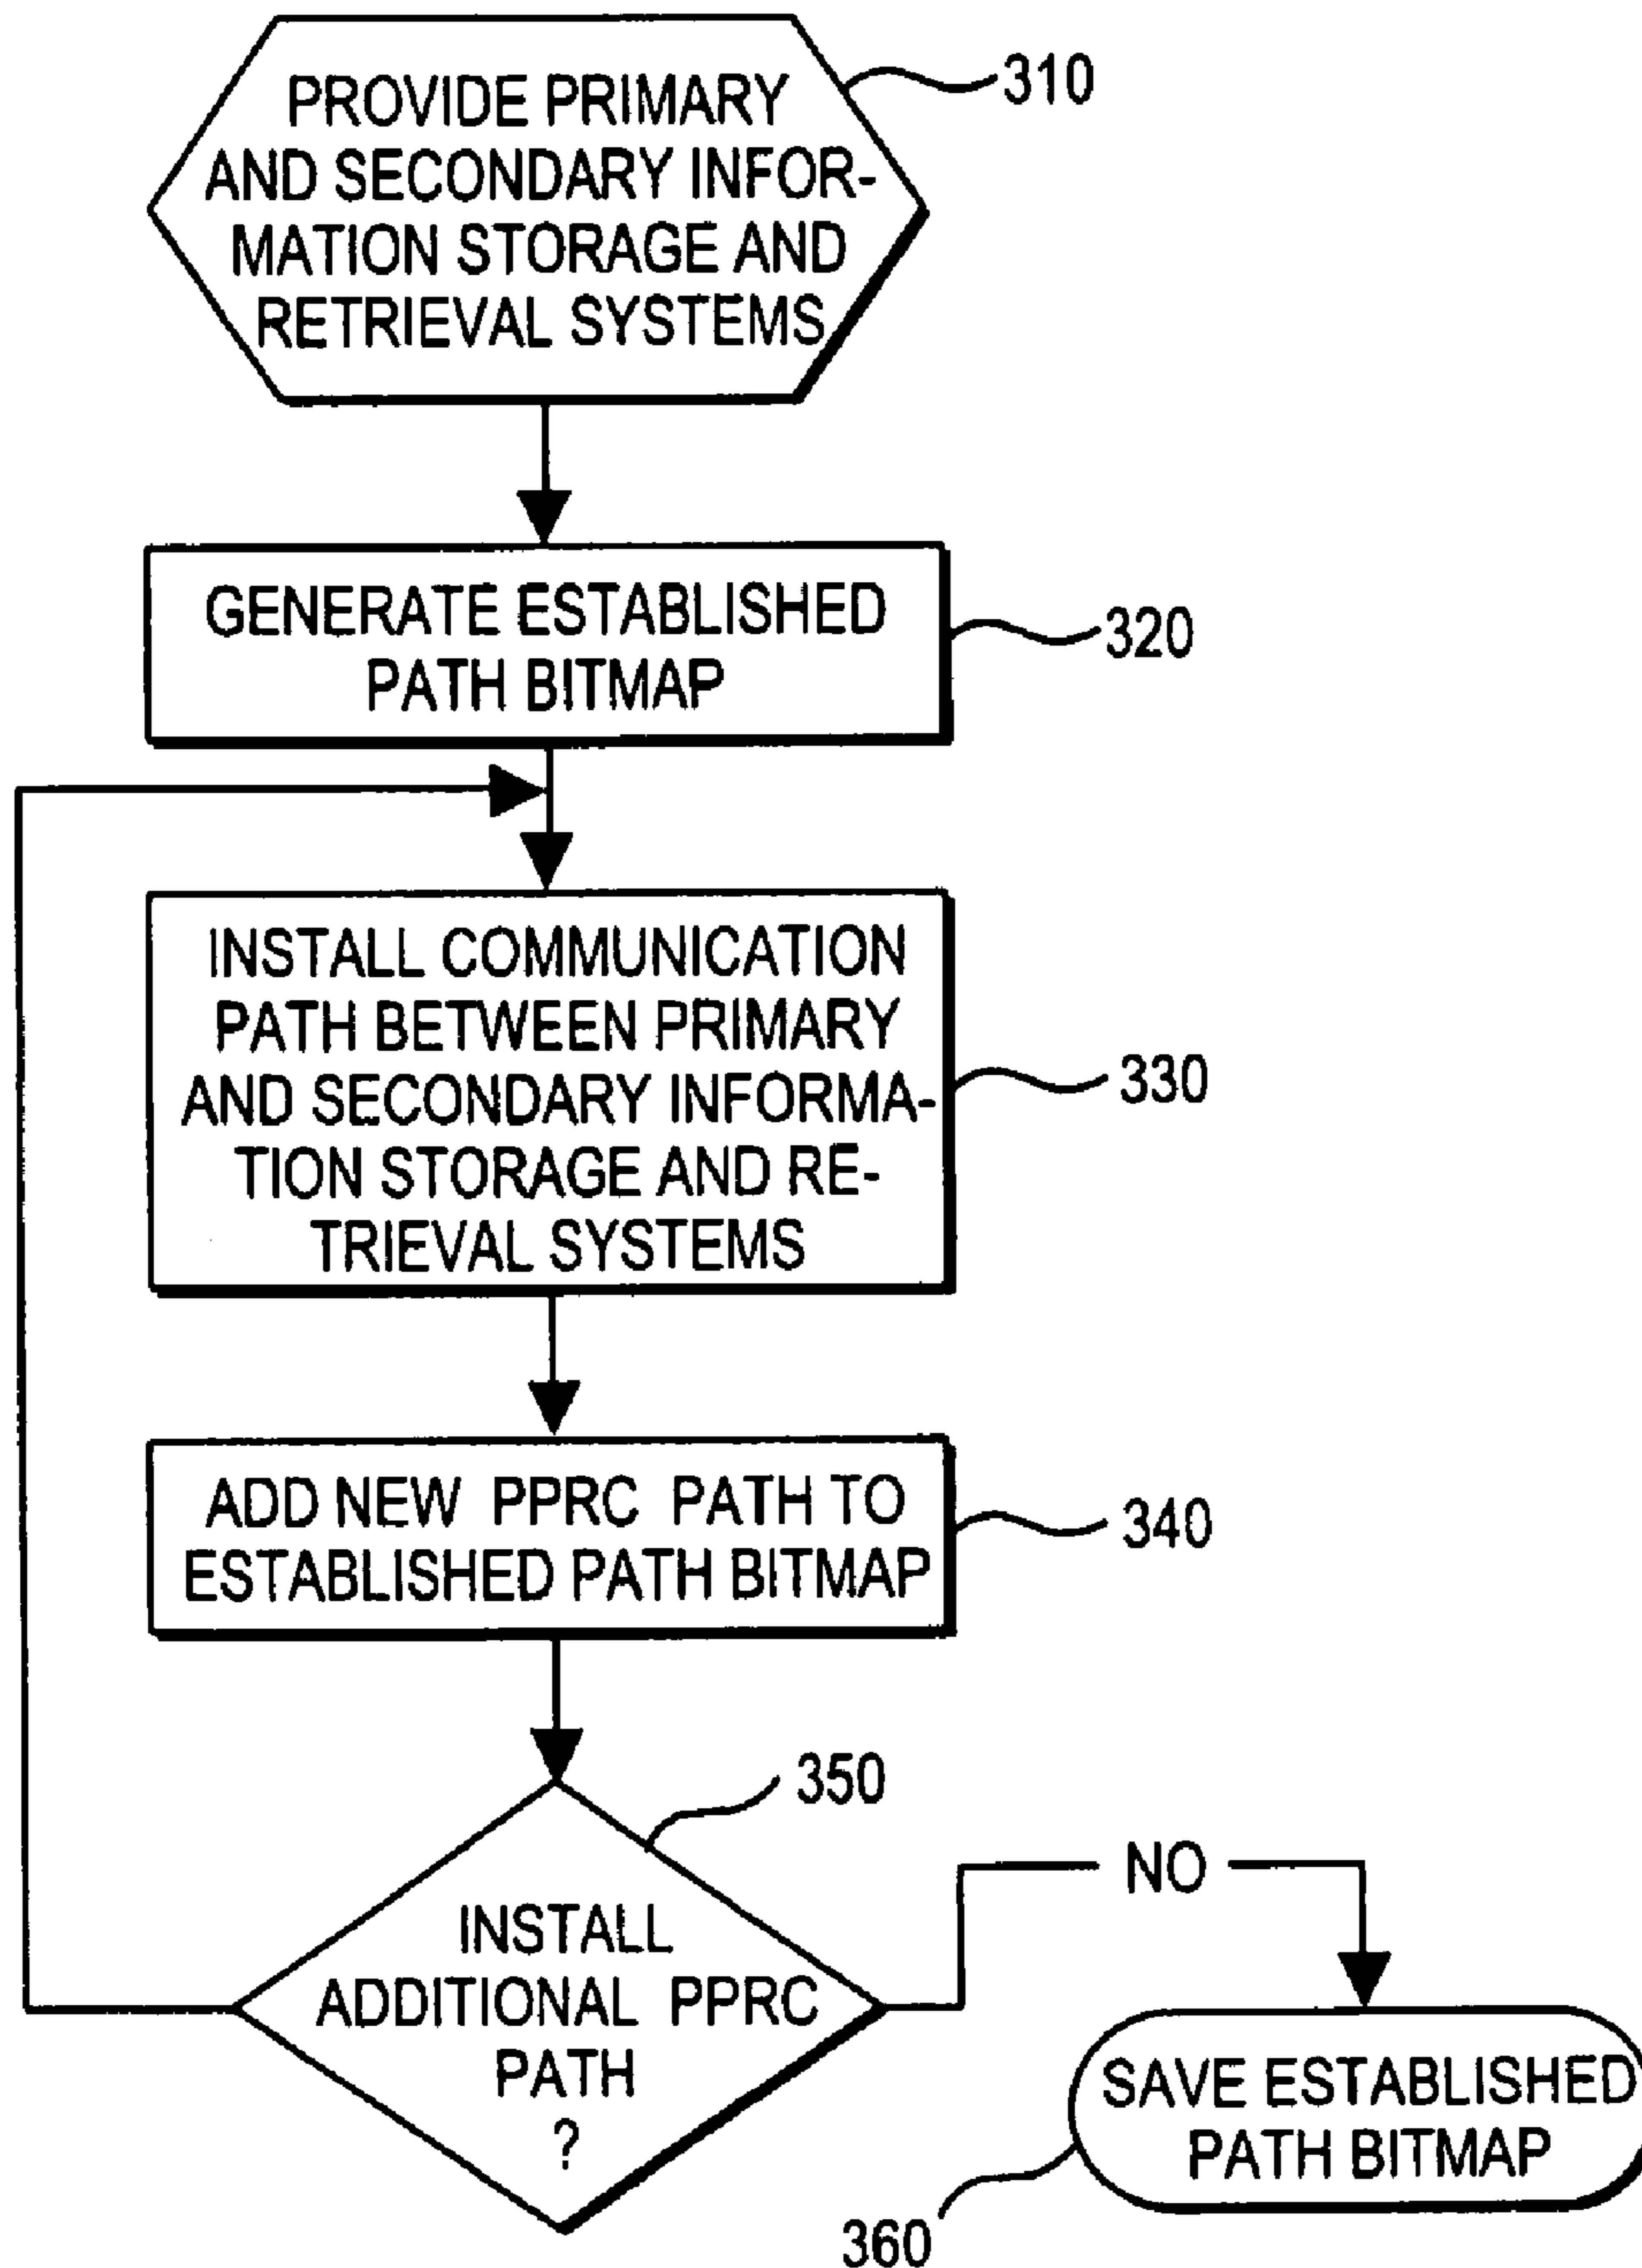 PROVIDE PRIMARY
AND SECONDARY INFOR-
MATION STORAGE AND
RETRIEVAL SYSTEMS
310
GENERATE ESTABLISHED
PATH BITMAP
320
INSTALL COMMUNICATION
PATH BETWEEN PRIMARY
AND SECONDARY INFORMA-
TION STORAGE AND RE-
TRIEVAL SYSTEMS
330
ADD NEW PPRC PATH TO
ESTABLISHED PATH BITMAP
340
350
INSTALL
ADDITIONAL PPRC
PATH
?
NO
SAVE ESTABLISHED
PATH BITMAP
360